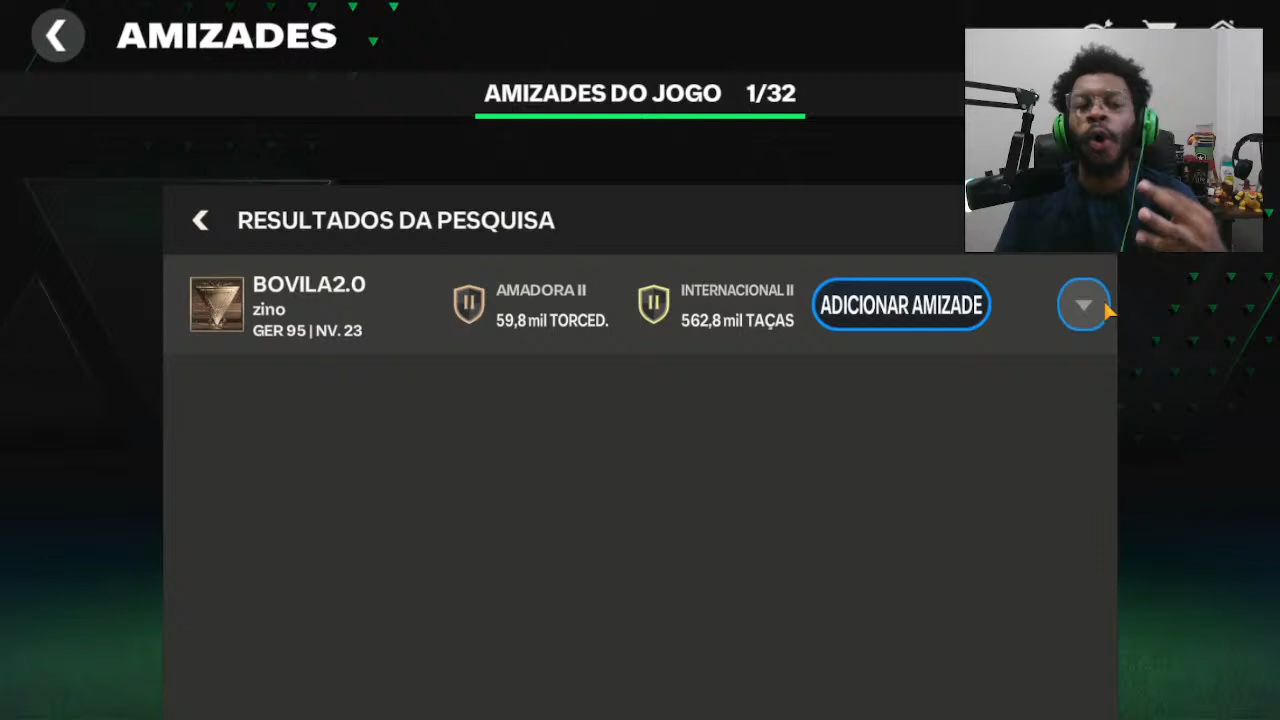 AMIZADES
AMIZADES DO JOGO 1/32
RESULTADOS DA PESQUISA
BOVILA2.0
zino
GER 95 | NV. 23
AMADORA II
59,8 mil TORCED.
INTERNACIONAL II
562,8 mil TAÇAS
ADICIONAR AMIZADE